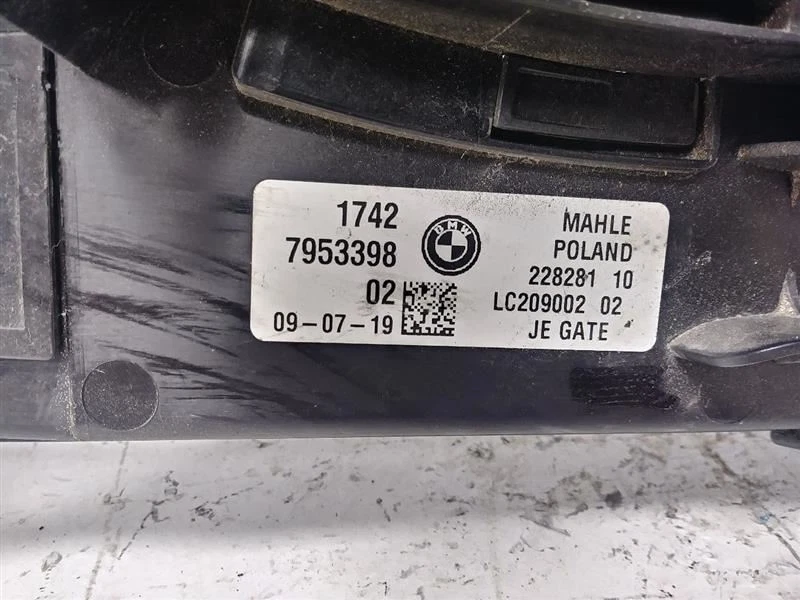 1742
7953398
02
09-07-19
BMW
MAHLE
POLAND
228281 10
LC209002 02
JE GATE